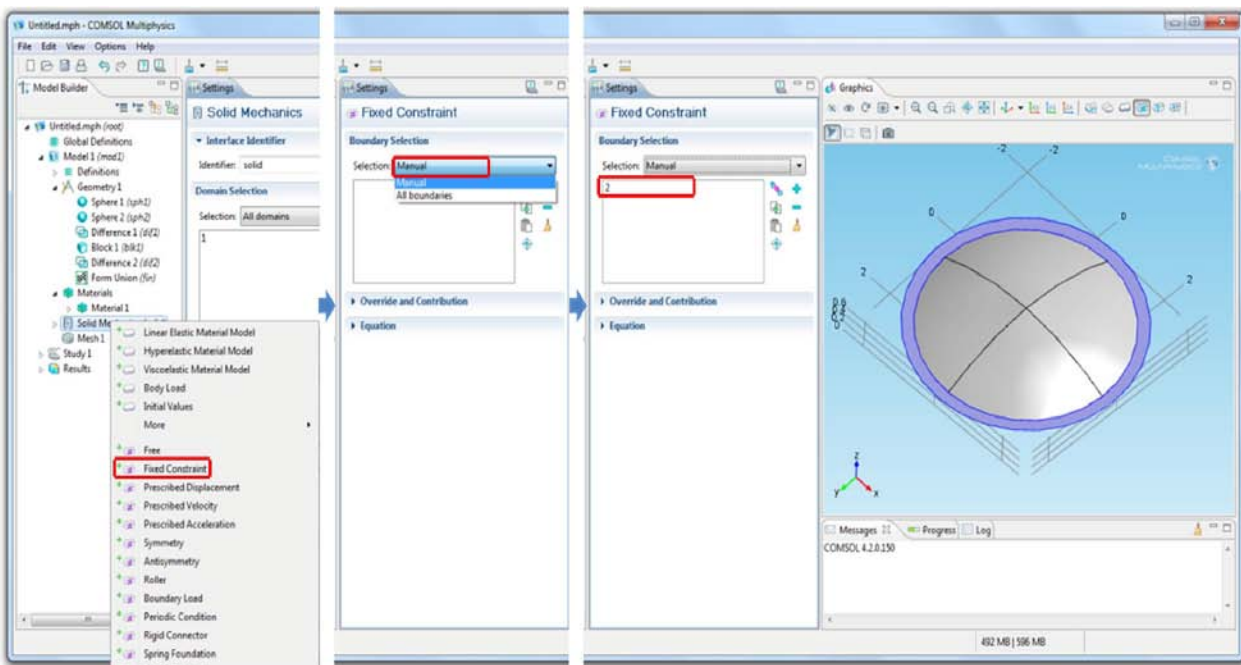 Untitled.mph - COMSOL Multiphysics
File Edit View Options Help
Model Builder
Untitled.mph (root)
Global Definitions
Model 1 (mod1)
Definitions
Geometry 1
Sphere 1 (sph1)
Sphere 2 (sph2)
Difference 1 (dif1)
Block 1 (blk1)
Difference 2 (dif2)
Form Union (fin)
Materials
Material 1
Solid Me
Mesh 1
Study 1
Results
Linear Elastic Material Model
Hyperelastic Material Model
Viscoelastic Material Model
Body Load
Initial Values
More
Free
Fixed Constraint
Prescribed Displacement
Prescribed Velocity
Prescribed Acceleration
Symmetry
Antisymmetry
Roller
Boundary Load
Periodic Condition
Rigid Connector
Spring Foundation
Settings
Solid Mechanics
Interface Identifier
Identifier: solid
Domain Selection
Selection: All domains
1
Settings
Fixed Constraint
Boundary Selection
Selection: Manual
Manual
All boundaries
Override and Contribution
Equation
Settings
Fixed Constraint
Boundary Selection
Selection: Manual
2
Override and Contribution
Equation
Graphics
-2 -2
0 0
2 2
z
y x
Messages Progress Log
COMSOL 4.2.0.150
492 MB | 596 MB